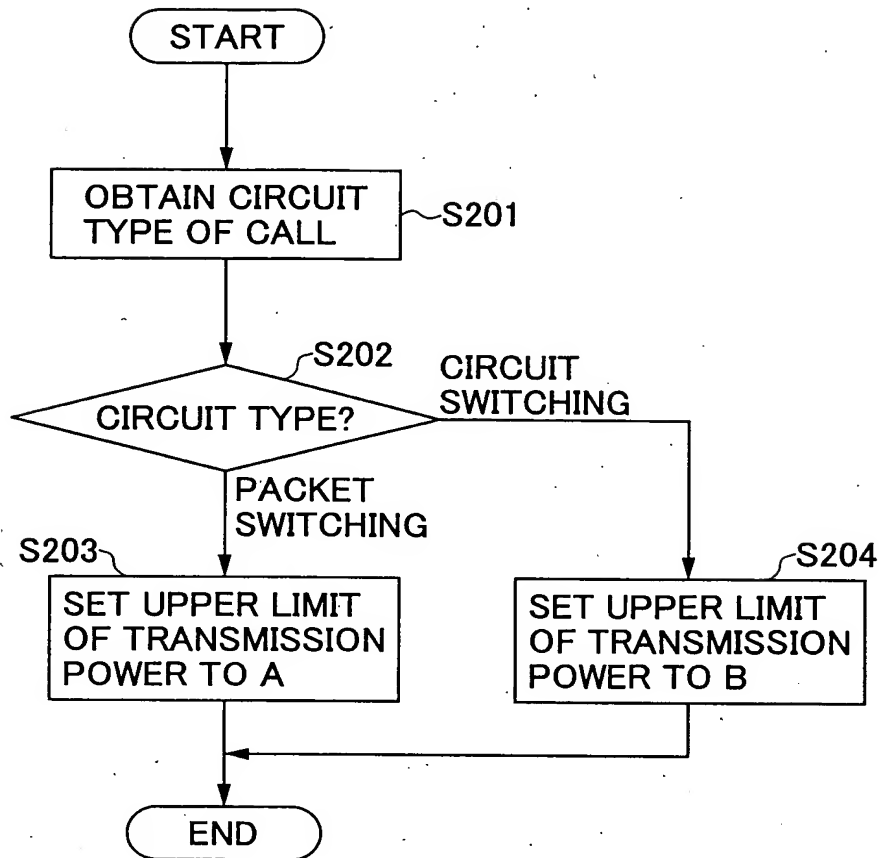 START
OBTAIN CIRCUIT
TYPE OF CALL
S201
S202
CIRCUIT TYPE?
CIRCUIT
SWITCHING
PACKET
SWITCHING
S203
SET UPPER LIMIT
OF TRANSMISSION
POWER TO A
S204
SET UPPER LIMIT
OF TRANSMISSION
POWER TO B
END